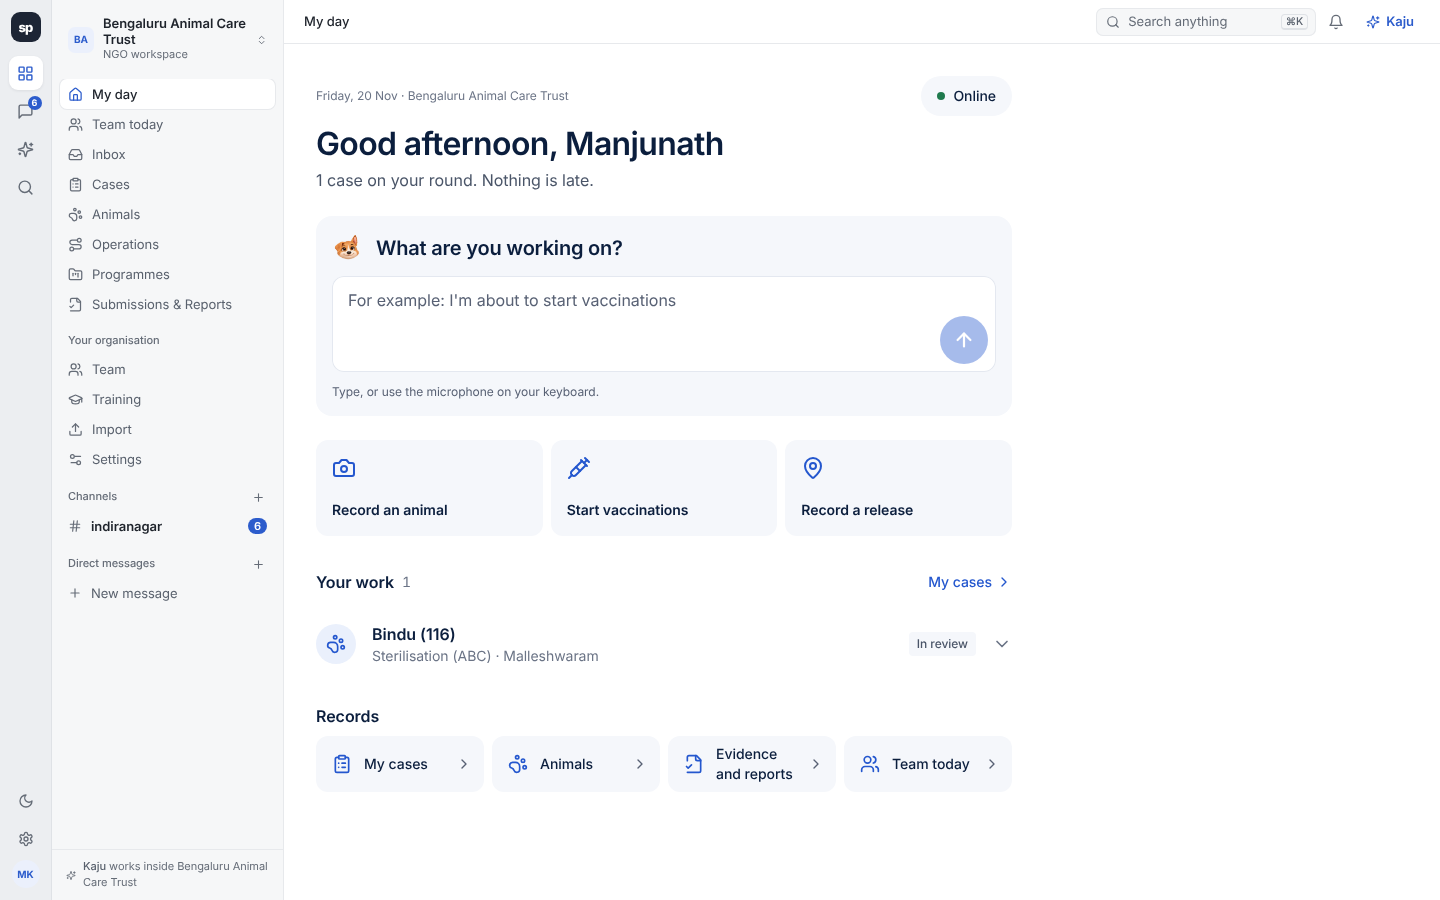 sp
6
MK
BA
Bengaluru Animal Care
Trust
NGO workspace
My day
Team today
Inbox
Cases
Animals
Operations
Programmes
Submissions & Reports
Your organisation
Team
Training
Import
Settings
Channels
indiranagar
6
Direct messages
New message
Kaju works inside Bengaluru Animal
Care Trust
My day
Search anything
⌘K
Kaju
Friday, 20 Nov · Bengaluru Animal Care Trust
Online
Good afternoon, Manjunath
1 case on your round. Nothing is late.
What are you working on?
For example: I'm about to start vaccinations
Type, or use the microphone on your keyboard.
Record an animal
Start vaccinations
Record a release
Your work 1
My cases
Bindu (116)
Sterilisation (ABC) · Malleshwaram
In review
Records
My cases
Animals
Evidence
and reports
Team today